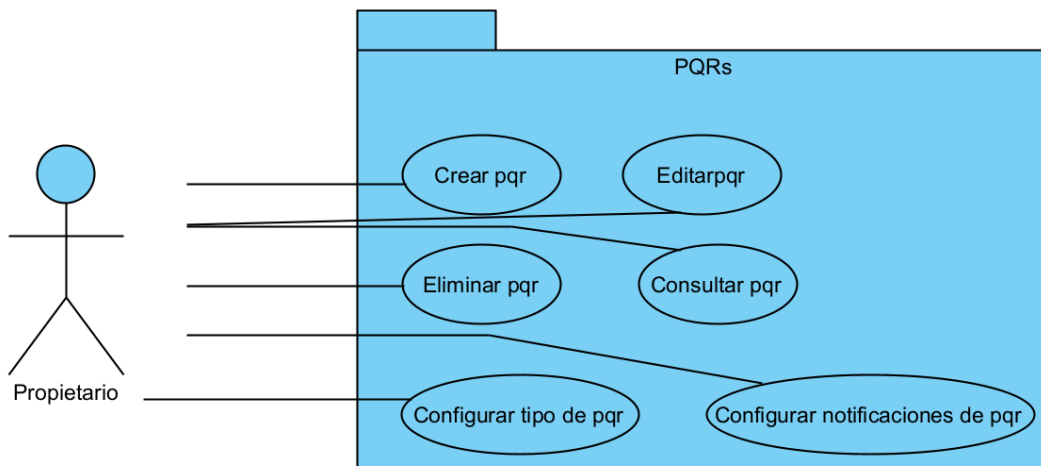 PQRs
Crear pqr
Editarpqr
Eliminar pqr
Consultar pqr
Propietario
Configurar tipo de pqr
Configurar notificaciones de pqr